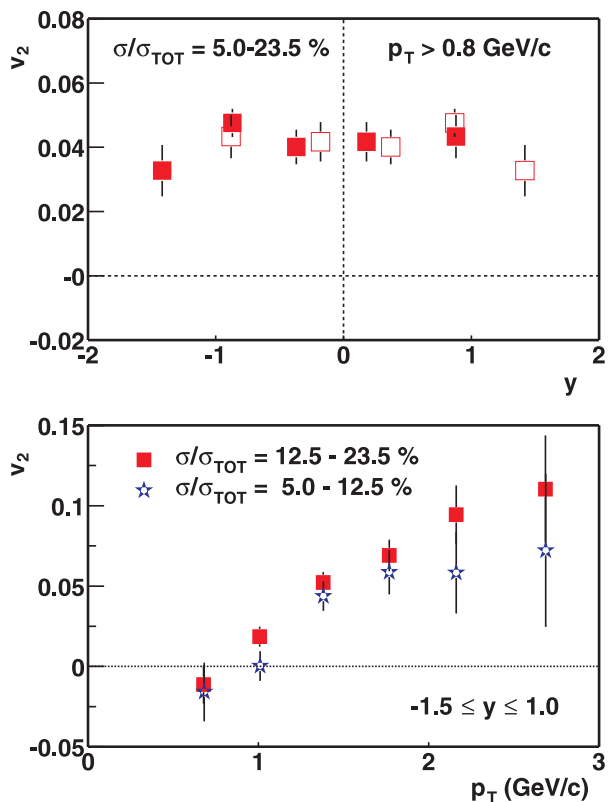 0.08
0.06
0.04
0.02
-0
-0.02
v2
σ/σTOT = 5.0-23.5 %
pT > 0.8 GeV/c
-2
-1
0
1
2
y
0.15
0.1
0.05
0
-0.05
v2
σ/σTOT = 12.5 - 23.5 %
σ/σTOT = 5.0 - 12.5 %
-1.5 ≤ y ≤ 1.0
0
1
2
3
pT (GeV/c)